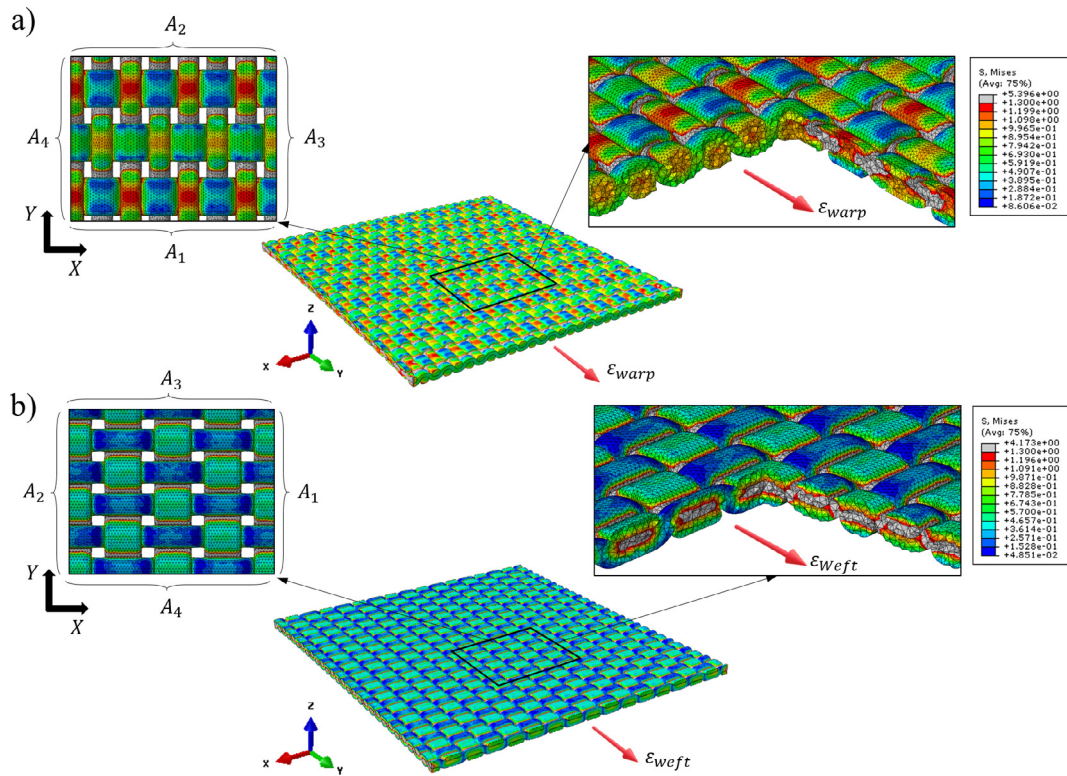 a)
A₂
A₄
A₃
A₁
Y
X
ε_warp
S, Mises
(Avg: 75%)
+5.396e+00
+1.300e+00
+1.199e+00
+1.098e+00
+9.965e-01
+8.954e-01
+7.942e-01
+6.930e-01
+5.919e-01
+4.907e-01
+3.895e-01
+2.884e-01
+1.872e-01
+8.606e-02
Z
X
Y
ε_warp
b)
A₃
A₂
A₁
A₄
Y
X
ε_Weft
S, Mises
(Avg: 75%)
+4.173e+00
+1.300e+00
+1.196e+00
+1.091e+00
+9.871e-01
+8.828e-01
+7.785e-01
+6.743e-01
+5.700e-01
+4.657e-01
+3.614e-01
+2.571e-01
+1.528e-01
+4.851e-02
Z
X
Y
ε_weft